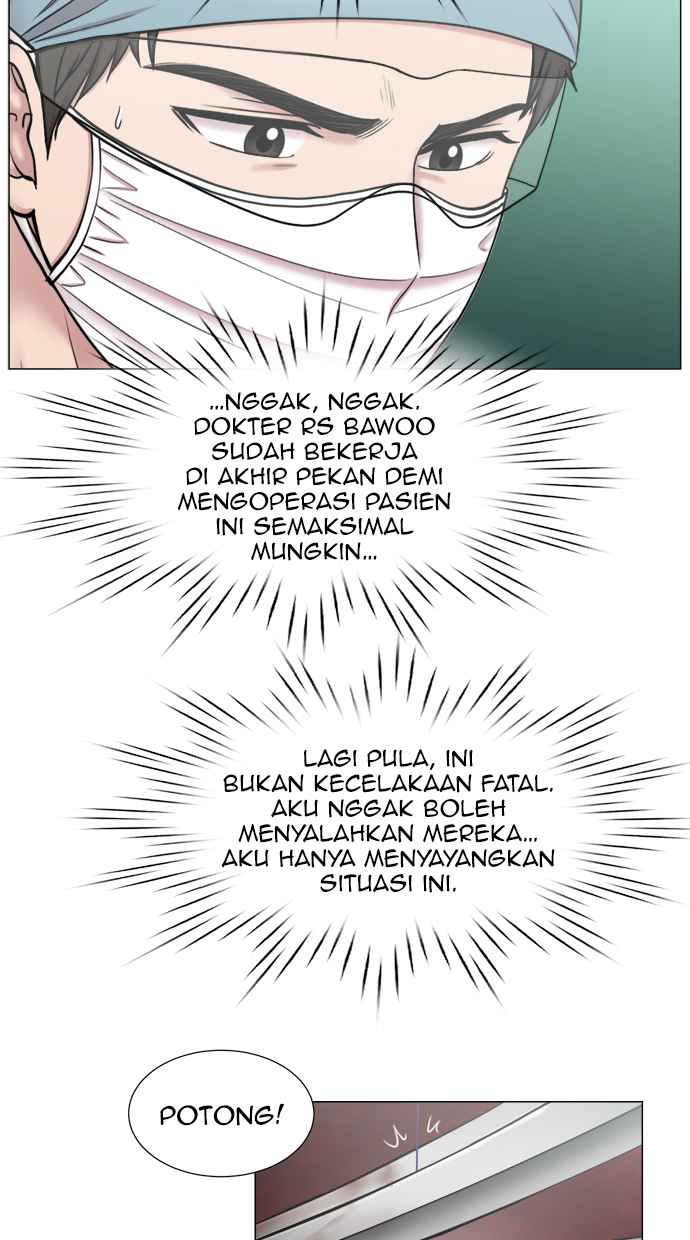 ...NGGAK, NGGAK.
DOKTER RS BAWOO
SUDAH BEKERJA
DI AKHIR PEKAN DEMI
MENGOPERASI PASIEN
INI SEMAKSIMAL
MUNGKIN...
LAGI PULA, INI
BUKAN KECELAKAAN FATAL.
AKU NGGAK BOLEH
MENYALAHKAN MEREKA...
AKU HANYA MENYAYANGKAN
SITUASI INI.
POTONG!